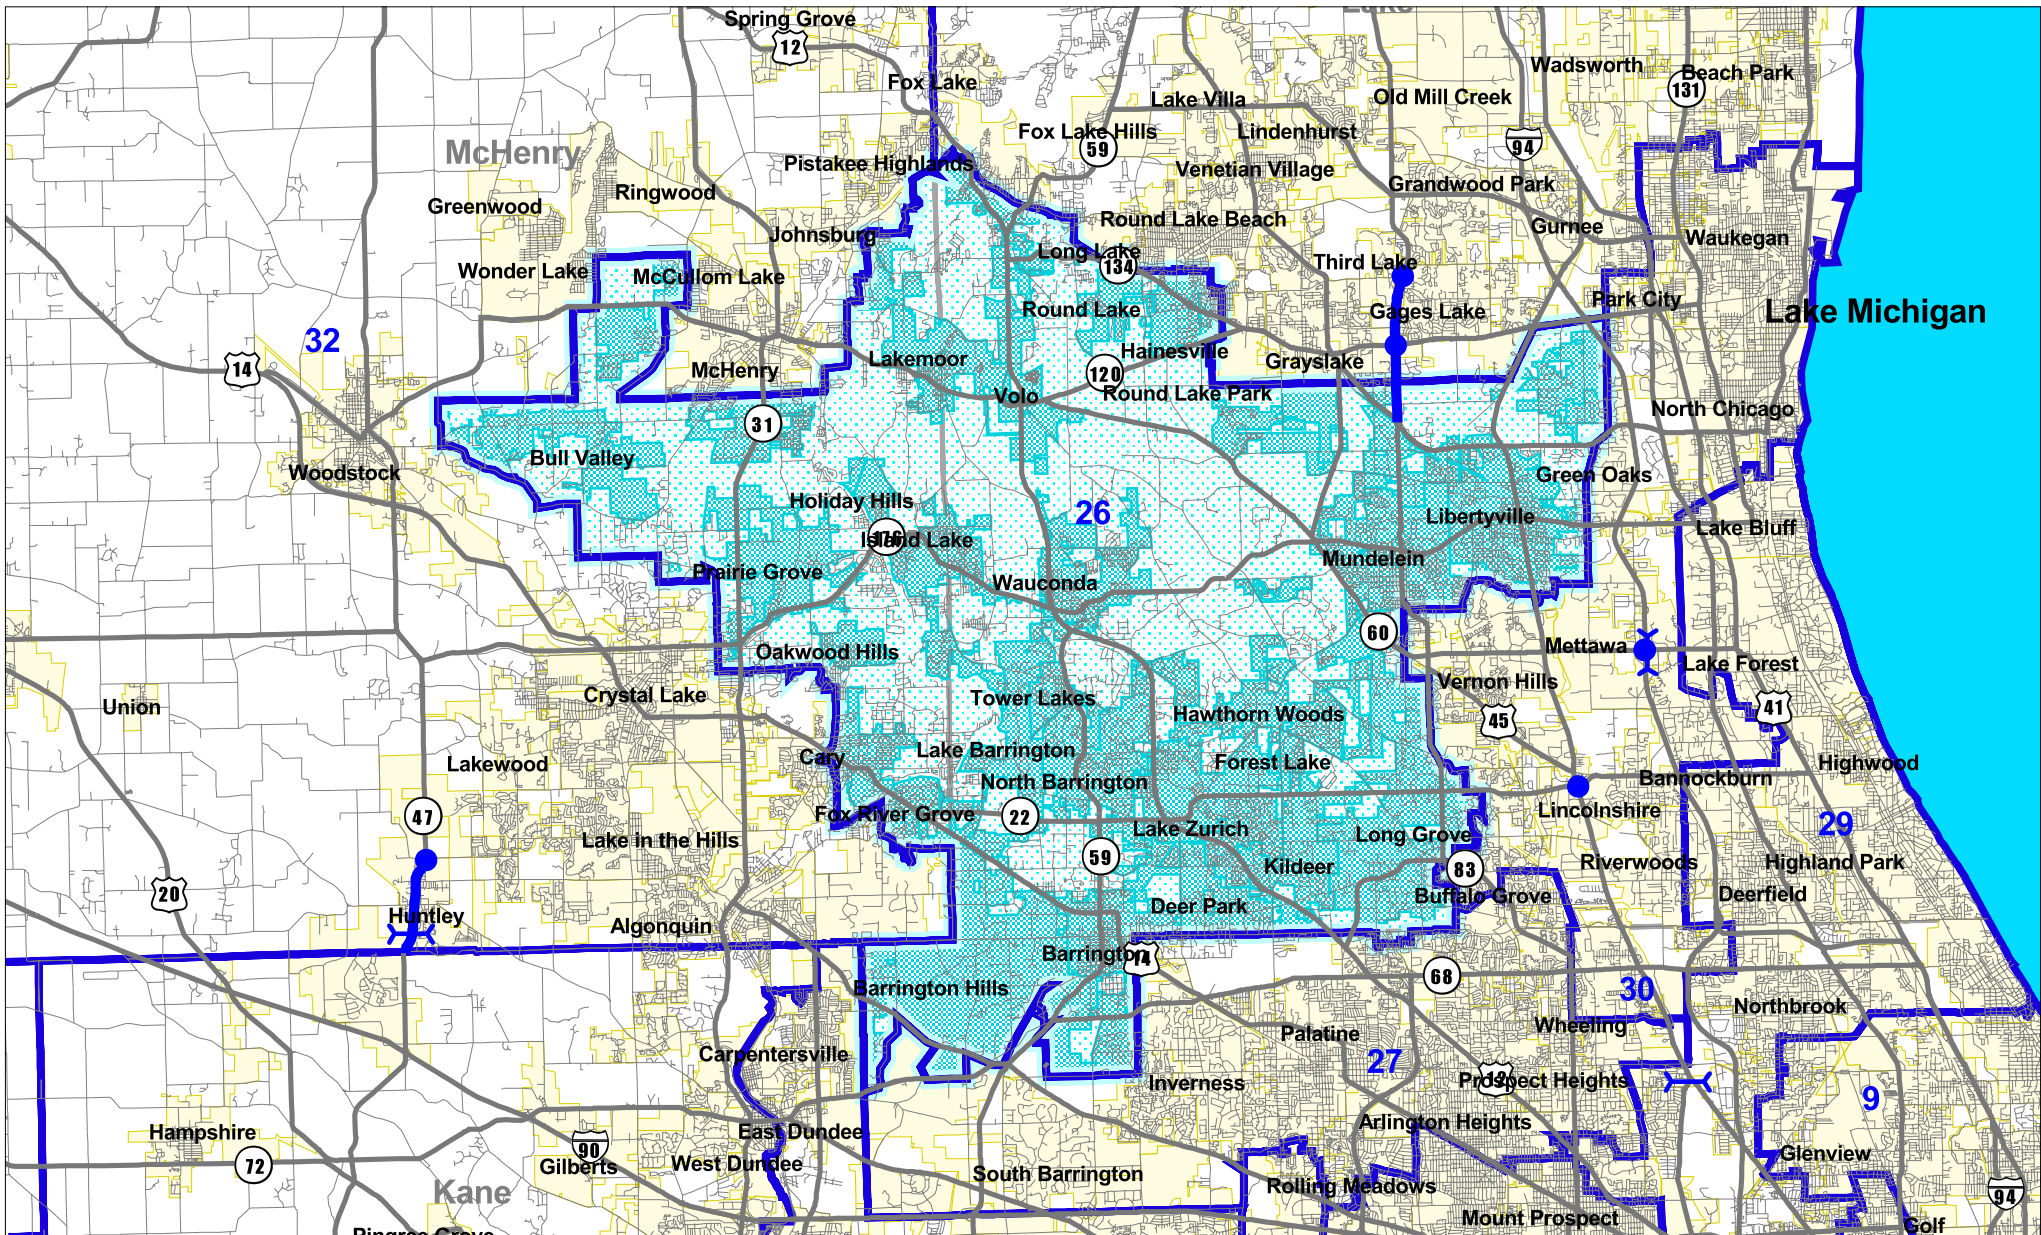 Lake
Spring Grove
12
Wadsworth
Beach Park
Fox Lake
131
Old Mill Creek
Lake Villa
Fox Lake Hills
Lindenhurst
59
94
McHenry
Pistakee Highlands
Venetian Village
Ringwood
Grandwood Park
Greenwood
Round Lake Beach
Gurnee
Johnsburg
Waukegan
Long Lake
134
Third Lake
Wonder Lake
McCullom Lake
Park City
Round Lake
Gages Lake
Lake Michigan
32
14
Hainesville
Lakemoor
Grayslake
McHenry
120
Volo
Round Lake Park
North Chicago
31
Bull Valley
Woodstock
Green Oaks
Holiday Hills
26
Libertyville
Lake Bluff
176
Island Lake
Mundelein
Prairie Grove
Wauconda
60
Mettawa
Oakwood Hills
Lake Forest
Vernon Hills
Crystal Lake
Tower Lakes
Union
Hawthorn Woods
41
45
Lake Barrington
Cary
Lakewood
Forest Lake
Highwood
North Barrington
Bannockburn
Lincolnshire
47
Fox River Grove
22
29
Lake Zurich
Long Grove
Lake in the Hills
59
Riverwoods
Highland Park
Kildeer
83
20
Buffalo Grove
Deerfield
Deer Park
Huntley
Algonquin
Barrington
14
68
Barrington Hills
30
Northbrook
Wheeling
Palatine
Carpentersville
27
Inverness
12
Prospect Heights
9
Arlington Heights
Hampshire
East Dundee
90
Glenview
72
Gilberts
West Dundee
South Barrington
Kane
Rolling Meadows
94
Mount Prospect
Golf
Pingree Grove